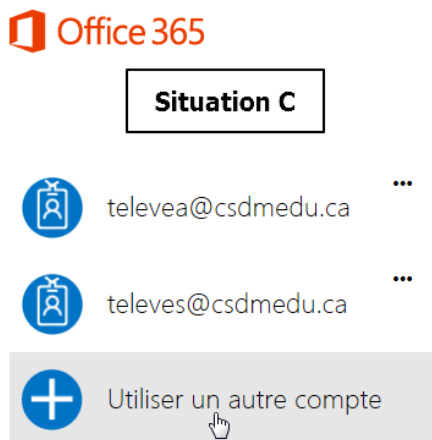 Office 365
Situation C
televea@csdmedu.ca
televes@csdmedu.ca
Utiliser un autre compte